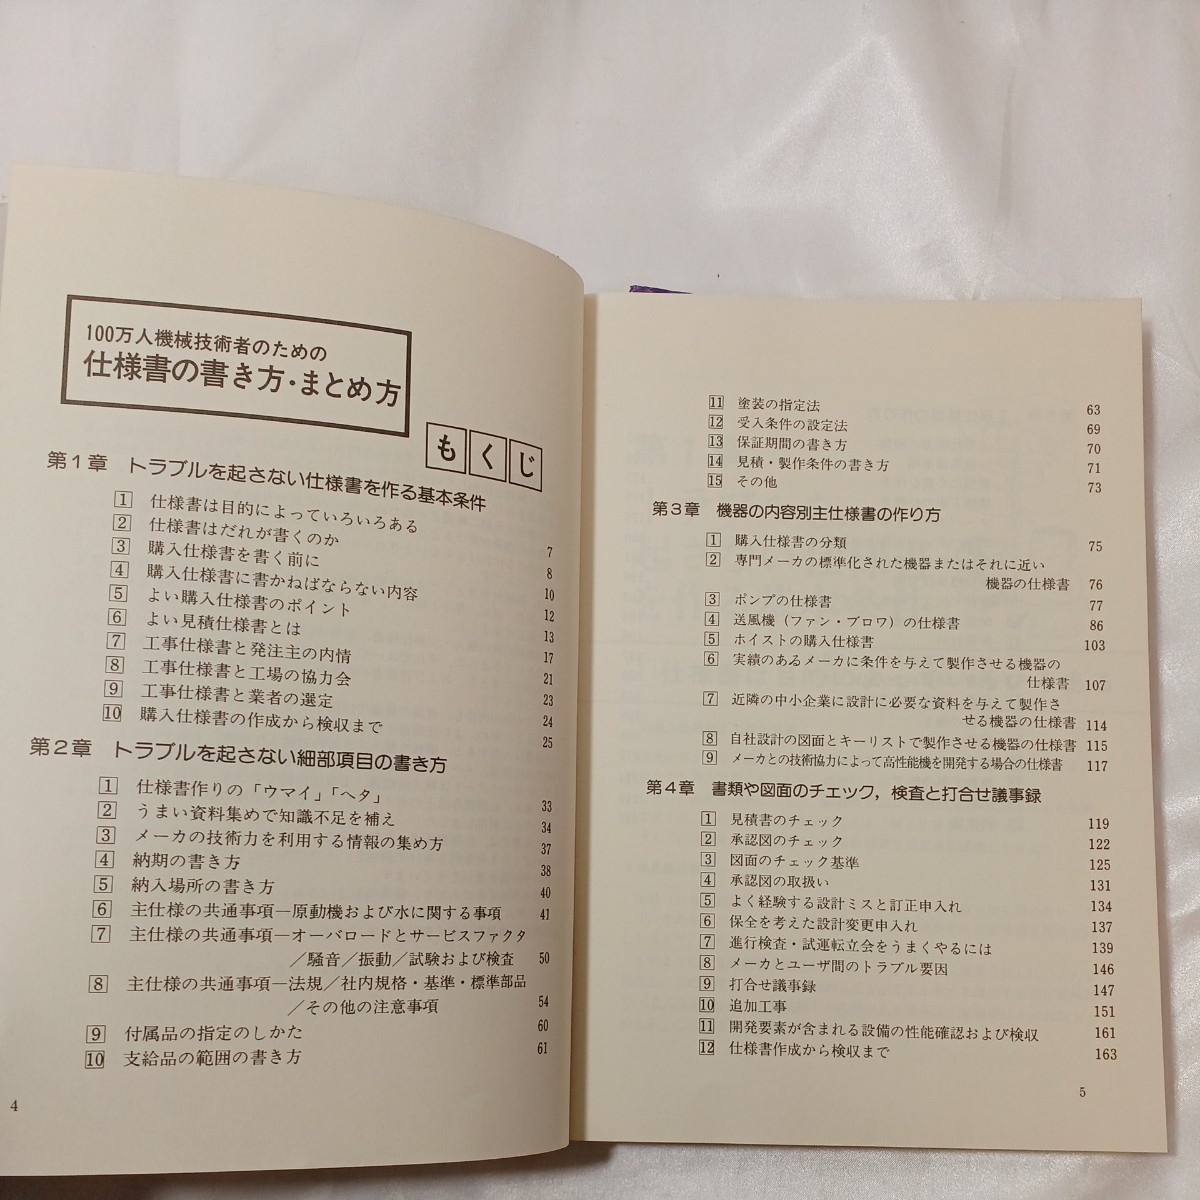 100万人機械技術者のための
仕様書の書き方・まとめ方
もくじ
第1章 トラブルを起さない仕様書を作る基本条件
1 仕様書は目的によっていろいろある 7
2 仕様書はだれが書くのか 8
3 購入仕様書を書く前に 10
4 購入仕様書に書かねばならない内容 12
5 よい購入仕様書のポイント 13
6 よい見積仕様書とは 17
7 工事仕様書と発注主の内情 21
8 工事仕様書と工場の協力会 23
9 工事仕様書と業者の選定 24
10 購入仕様書の作成から検収まで 25
第2章 トラブルを起さない細部項目の書き方
1 仕様書作りの「ウマイ」「ヘタ」 33
2 うまい資料集めで知識不足を補え 34
3 メーカの技術力を利用する情報の集め方 37
4 納期の書き方 38
5 納入場所の書き方 40
6 主仕様の共通事項―原動機および水に関する事項 41
7 主仕様の共通事項―オーバロードとサービスファクタ
／騒音／振動／試験および検査 50
8 主仕様の共通事項―法規／社内規格・基準・標準部品
／その他の注意事項 54
9 付属品の指定のしかた 60
10 支給品の範囲の書き方 61
4
11 塗装の指定法 63
12 受入条件の設定法 69
13 保証期間の書き方 70
14 見積・製作条件の書き方 71
15 その他 73
第3章 機器の内容別主仕様書の作り方
1 購入仕様書の分類 75
2 専門メーカの標準化された機器またはそれに近い
機器の仕様書 76
3 ポンプの仕様書 77
4 送風機（ファン・ブロワ）の仕様書 86
5 ホイストの購入仕様書 103
6 実績のあるメーカに条件を与えて製作させる機器の
仕様書 107
7 近隣の中小企業に設計に必要な資料を与えて製作さ
せる機器の仕様書 114
8 自社設計の図面とキーリストで製作させる機器の仕様書 115
9 メーカとの技術協力によって高性能機を開発する場合の仕様書 117
第4章 書類や図面のチェック，検査と打合せ議事録
1 見積書のチェック 119
2 承認図のチェック 122
3 図面のチェック基準 125
4 承認図の取扱い 131
5 よく経験する設計ミスと訂正申入れ 134
6 保全を考えた設計変更申入れ 137
7 進行検査・試運転立会をうまくやるには 139
8 メーカとユーザ間のトラブル要因 146
9 打合せ議事録 147
10 追加工事 151
11 開発要素が含まれる設備の性能確認および検収 161
12 仕様書作成から検収まで 163
5